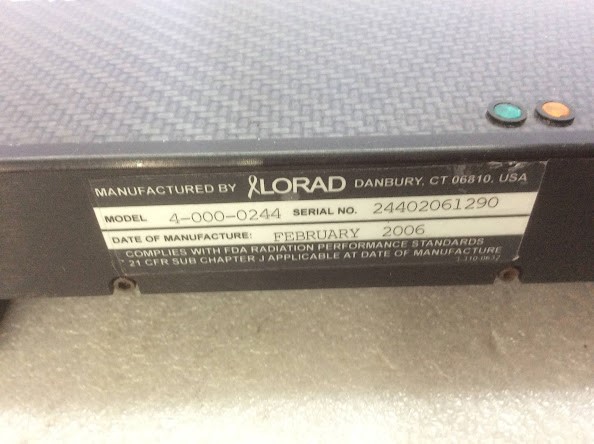 MANUFACTURED BY LORAD DANBURY, CT 06810, USA
MODEL 4-000-0244 SERIAL NO. 24402061290
DATE OF MANUFACTURE: FEBRUARY 2006
COMPLIES WITH FDA RADIATION PERFORMANCE STANDARDS
21 CFR SUB CHAPTER J APPLICABLE AT DATE OF MANUFACTURE